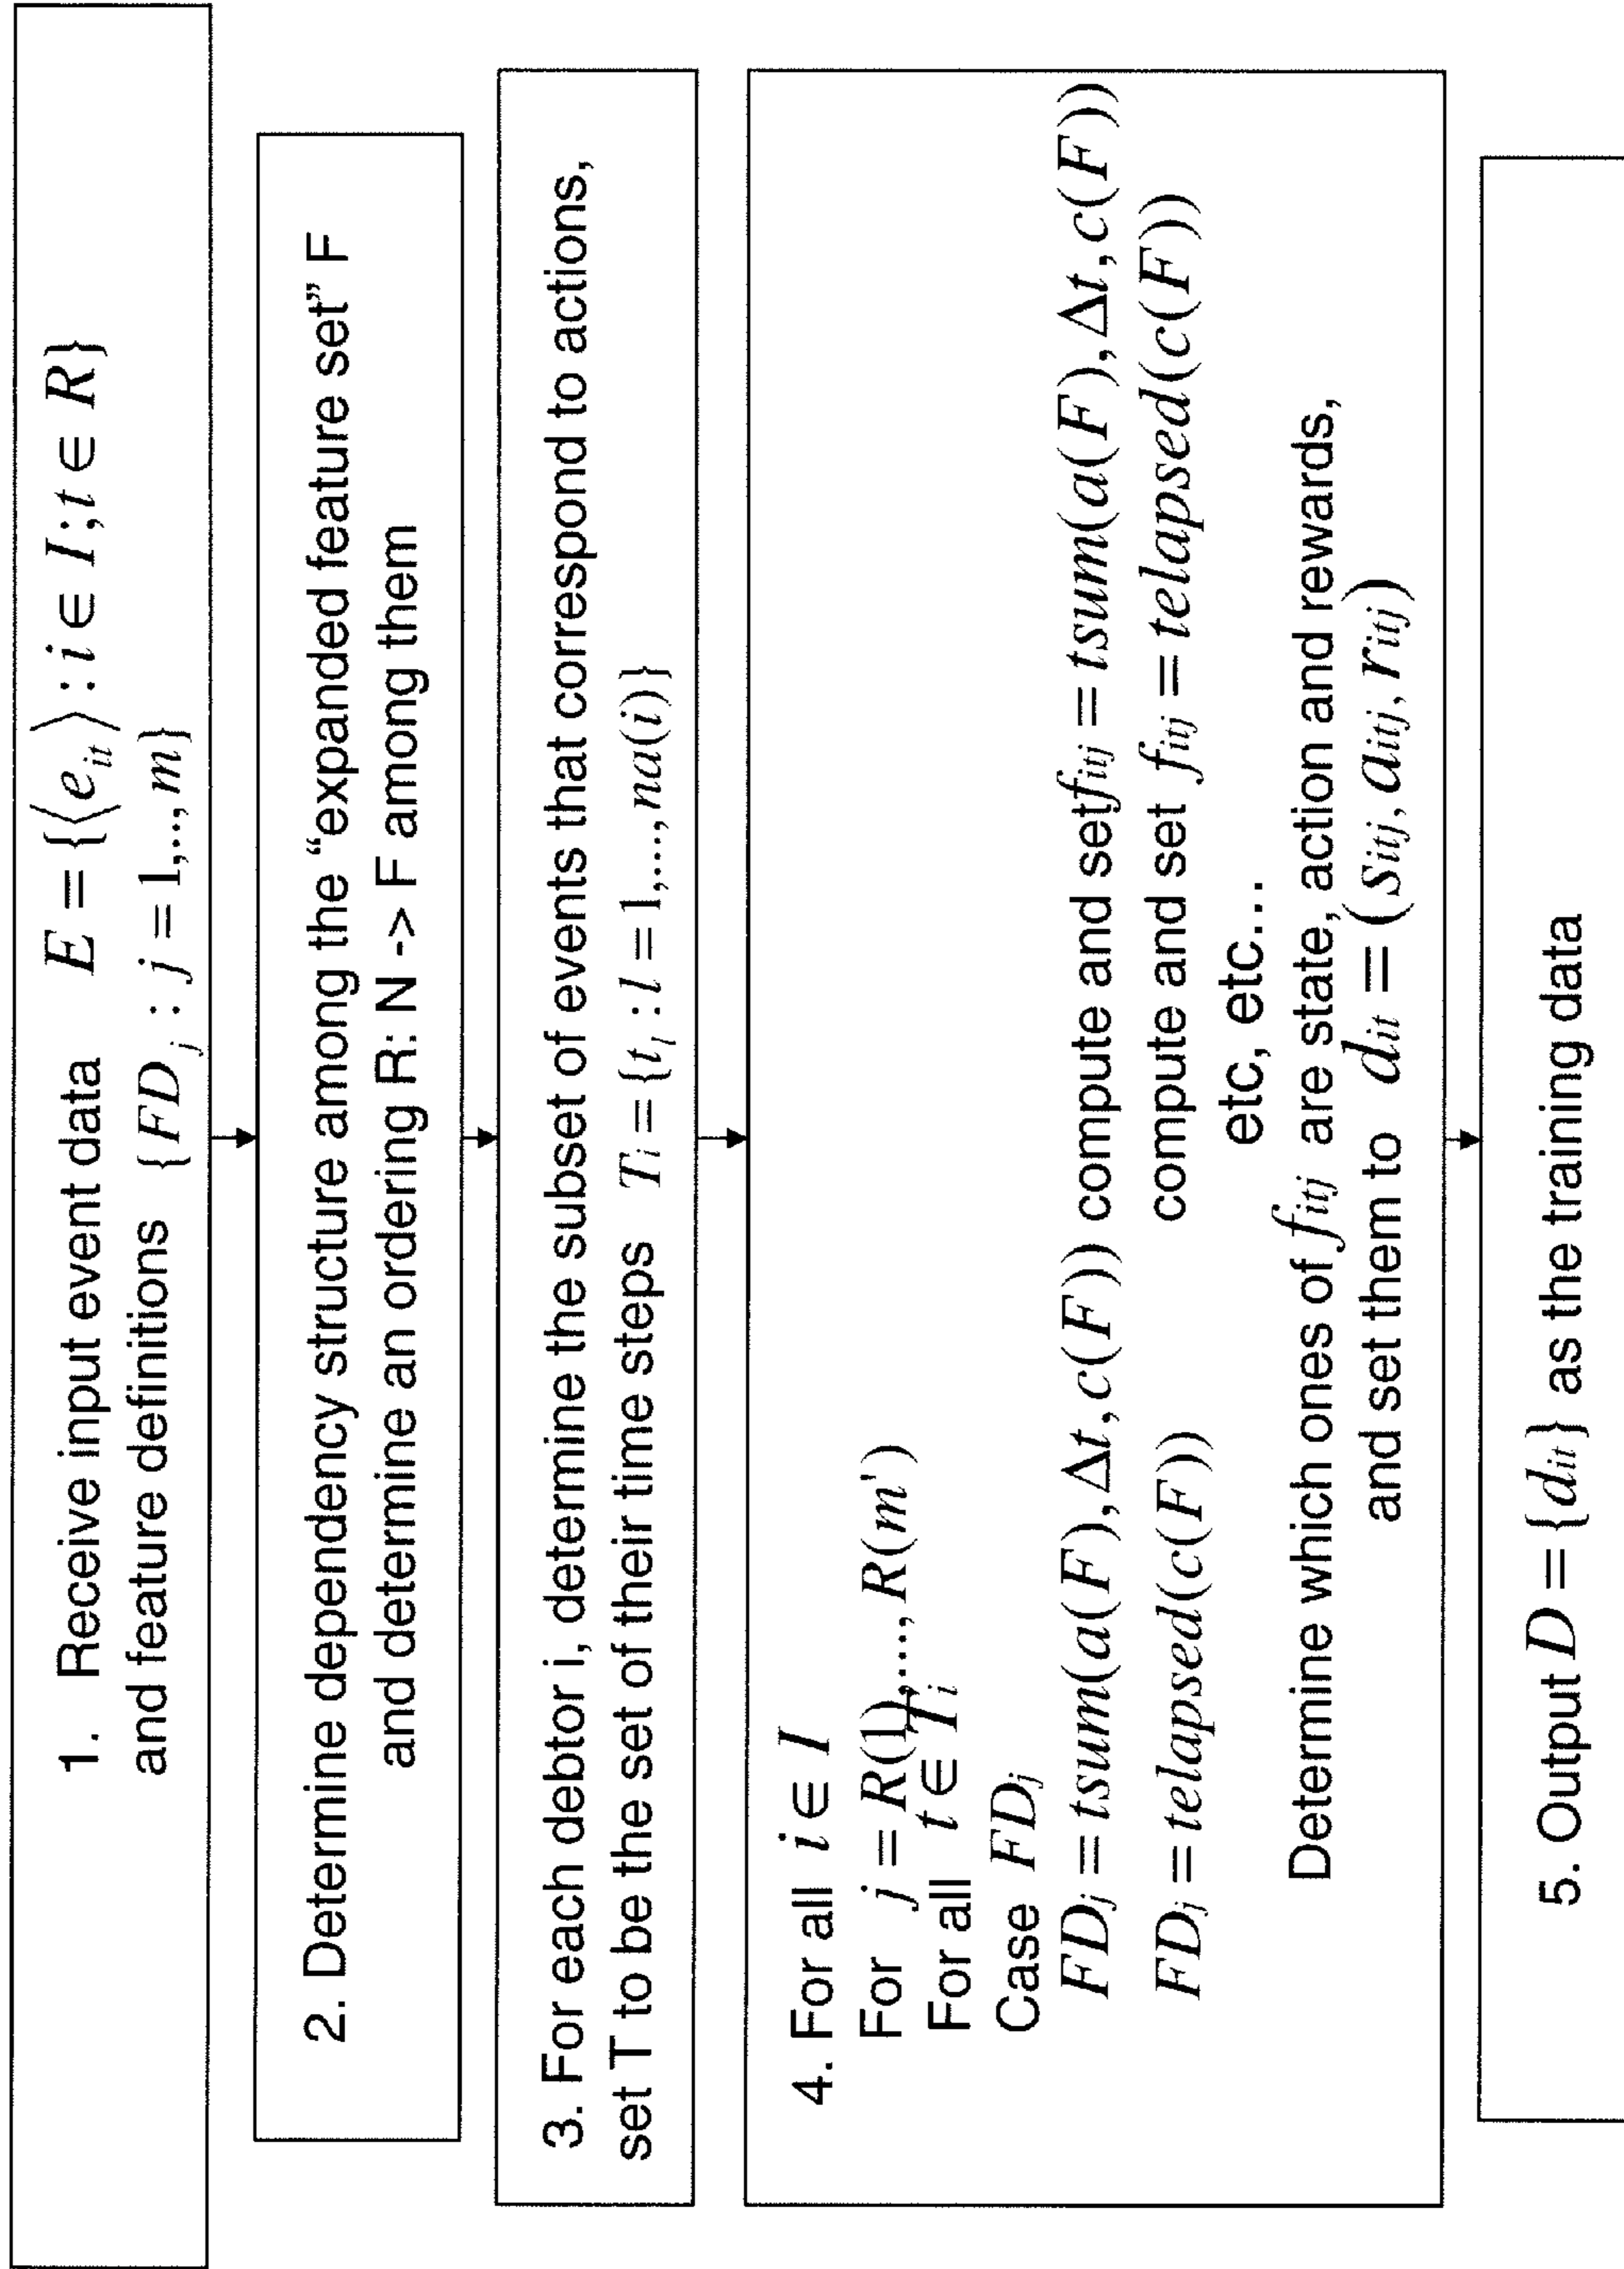 1. Receive input event data E = {⟨e_it⟩ : i ∈ I; t ∈ R}
and feature definitions {FD_j : j = 1,..., m}
2. Determine dependency structure among the “expanded feature set” F
and determine an ordering R: N -> F among them
3. For each debtor i, determine the subset of events that correspond to actions,
set T to be the set of their time steps T_i = {t_l : l = 1,..., na(i)}
4. For all i ∈ I
For j = R(1),..., R(m')
For all t ∈ T_i
Case FD_j
FD_j = tsum(a(F), Δt, c(F)) compute and set f_itj = tsum(a(F), Δt, c(F))
FD_j = telapsed(c(F)) compute and set f_itj = telapsed(c(F))
etc, etc...
Determine which ones of f_itj are state, action and rewards,
and set them to d_it = (s_itj, a_itj, r_itj)
5. Output D = {d_it} as the training data